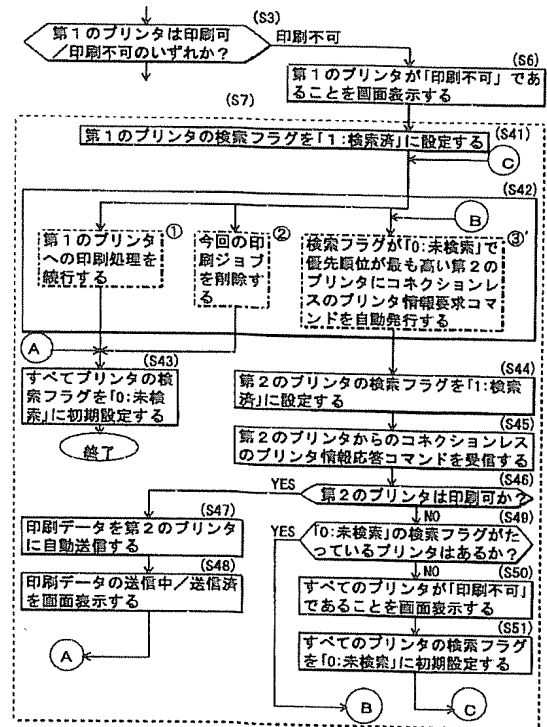 (S3)
第1のプリンタは印刷可
/印刷不可のいずれか?
印刷不可
(S6)
第1のプリンタが「印刷不可」であ
ることを画面表示する
(S7)
(S41)
第1のプリンタの検索フラグを「1:検索済」に設定する
C
(S42)
B
①
第1のプリンタ
への印刷処理を
続行する
②
今回の印
刷ジョブ
を削除す
る
③'
検索フラグが「0:未検索」で
優先順位が最も高い第2の
プリンタにコネクションレ
スのプリンタ情報要求コマ
ンドを自動発行する
A
(S43)
すべてプリンタの検
索フラグを「0:未検
索」に初期設定する
終了
(S44)
第2のプリンタの検索フラグを「1:検索
済」に設定する
(S45)
第2のプリンタからのコネクションレス
のプリンタ情報応答コマンドを受信する
(S46)
第2のプリンタは印刷可か?
YES
NO
(S47)
印刷データを第2のプリンタ
に自動送信する
(S48)
印刷データの送信中/送信済
を画面表示する
A
(S49)
YES
「0:未検索」の検索フラグがた
っているプリンタはあるか?
NO
(S50)
すべてのプリンタが「印刷不可」
であることを画面表示する
(S51)
すべてのプリンタの検索フラグ
を「0:未検索」に初期設定する
B
C